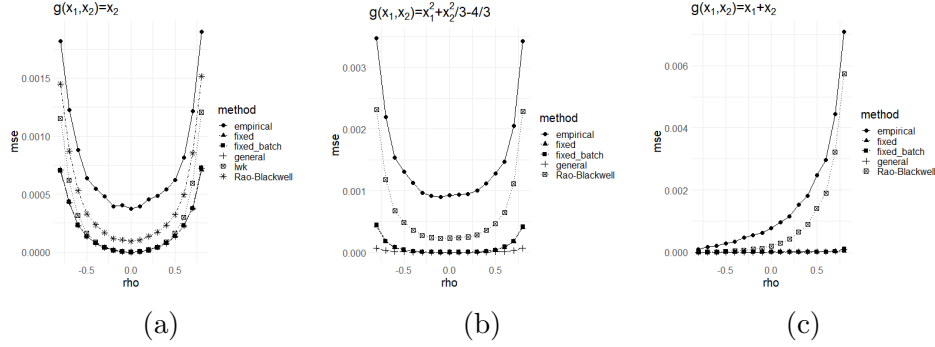 g(x₁,x₂)=x₂
0.0015
0.0010
0.0005
0.0000
mse
-0.5
0.0
0.5
rho
method
empirical
fixed
fixed_batch
general
lwk
Rao-Blackwell
(a)
g(x₁,x₂)=x₁²+x₂²/3-4/3
0.003
0.002
0.001
0.000
mse
-0.5
0.0
0.5
rho
method
empirical
fixed
fixed_batch
general
Rao-Blackwell
(b)
g(x₁,x₂)=x₁+x₂
0.006
0.004
0.002
0.000
mse
-0.5
0.0
0.5
rho
method
empirical
fixed
fixed_batch
general
Rao-Blackwell
(c)